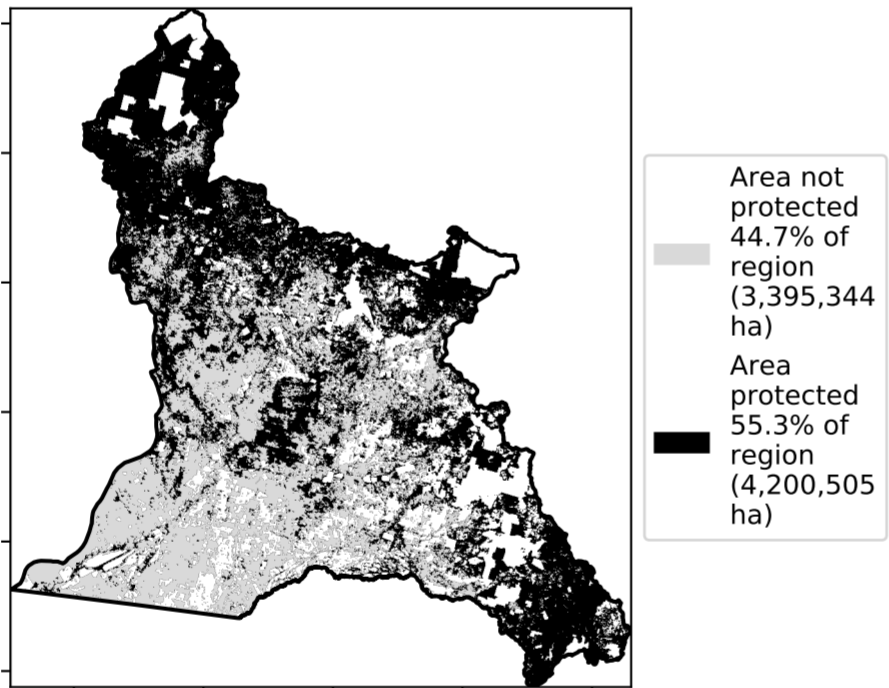 Area not
protected
44.7% of
region
(3,395,344
ha)
Area
protected
55.3% of
region
(4,200,505
ha)